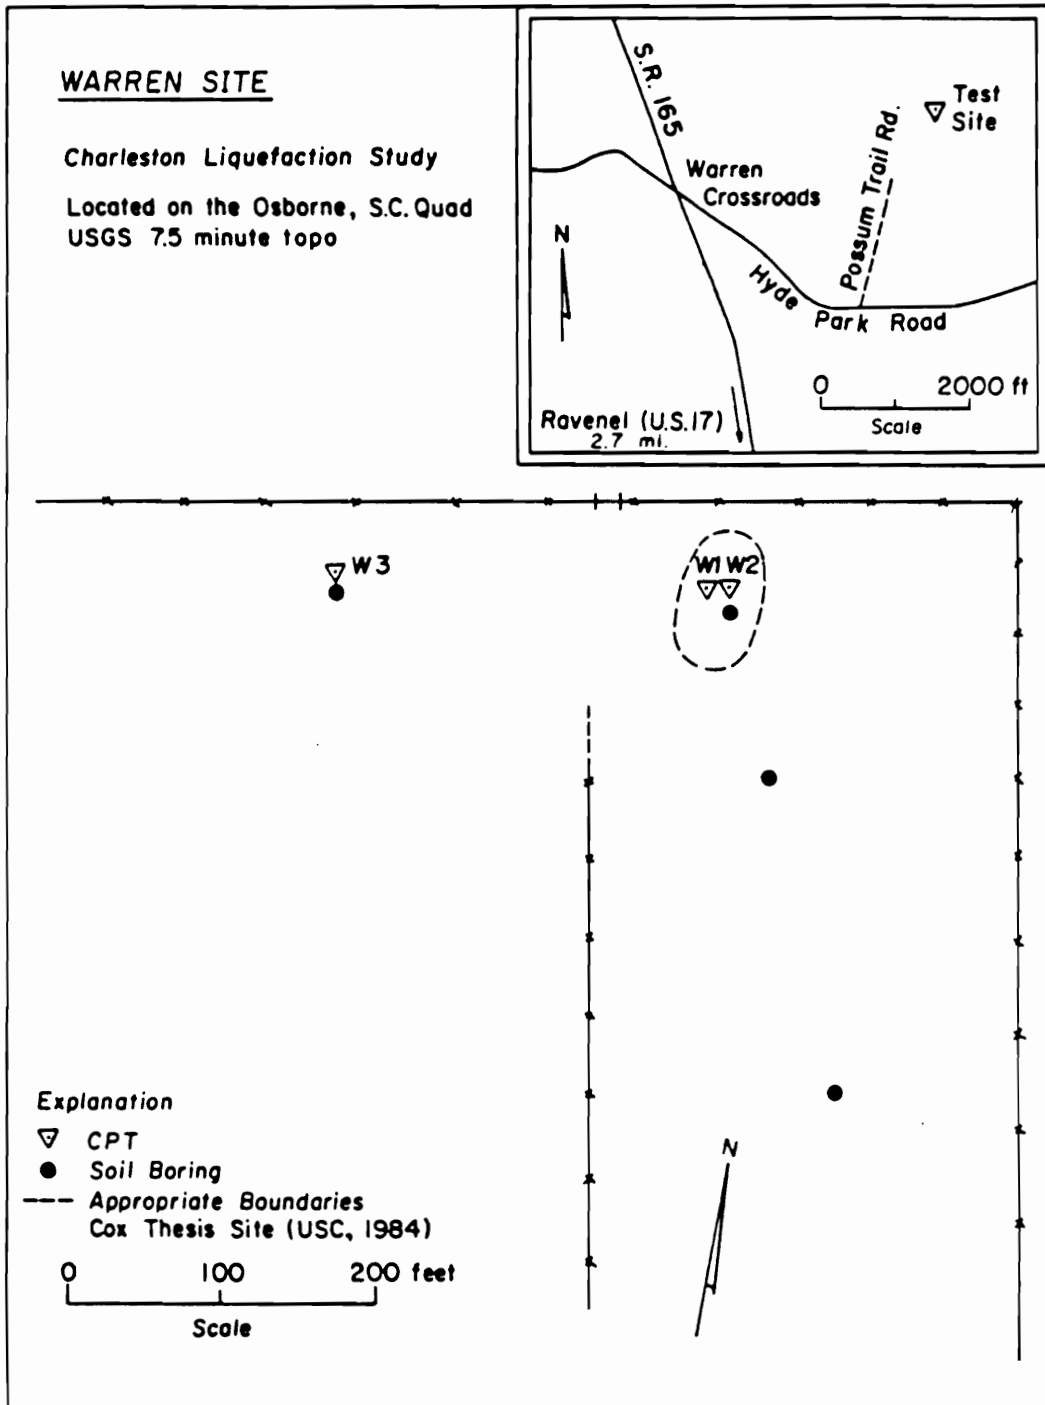 WARREN SITE
Charleston Liquefaction Study
Located on the Osborne, S.C. Quad
USGS 7.5 minute topo
S.R. 165
Test
Site
Warren
Crossroads
Possum Trail Rd.
N
Hyde
Park Road
0 2000 ft
Scale
Ravenel (U.S.17)
2.7 mi.
W3
W1 W2
Explanation
CPT
Soil Boring
Appropriate Boundaries
Cox Thesis Site (USC, 1984)
0 100 200 feet
Scale
N